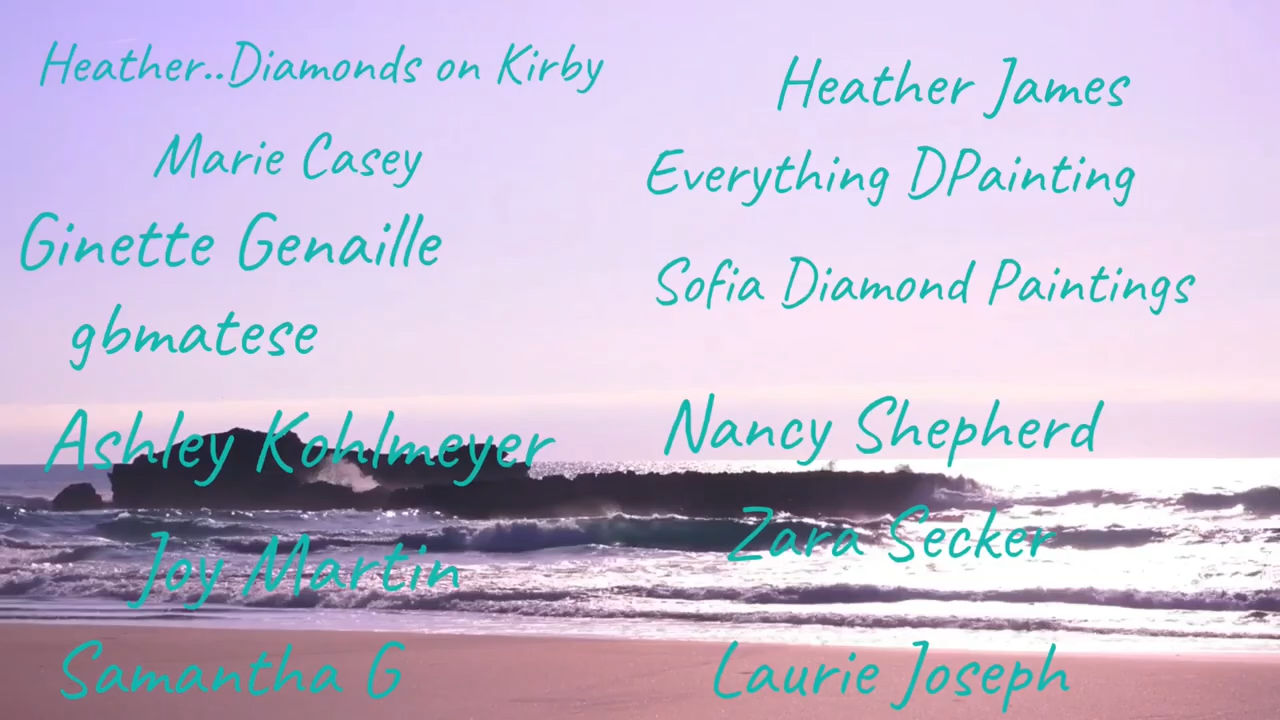 Heather..Diamonds on Kirby
Marie Casey
Ginette Genaille
gbmatese
Ashley Kohlmeyer
Joy Martin
Samantha G
Heather James
Everything DPainting
Sofia Diamond Paintings
Nancy Shepherd
Zara Secker
Laurie Joseph